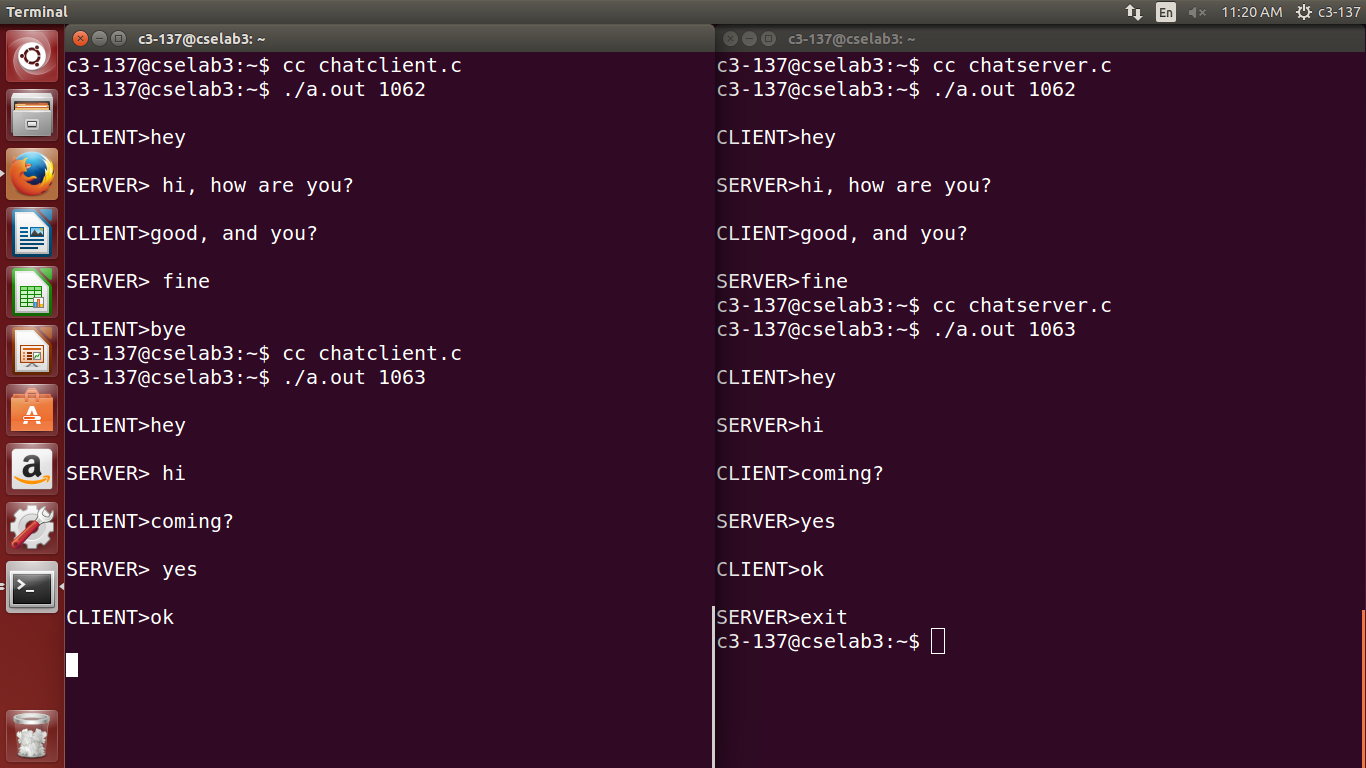 Terminal
En
11:20 AM
c3-137
c3-137@cselab3: ~
c3-137@cselab3:~$ cc chatclient.c
c3-137@cselab3:~$ ./a.out 1062
CLIENT>hey
SERVER> hi, how are you?
CLIENT>good, and you?
SERVER> fine
CLIENT>bye
c3-137@cselab3:~$ cc chatclient.c
c3-137@cselab3:~$ ./a.out 1063
CLIENT>hey
SERVER> hi
CLIENT>coming?
SERVER> yes
CLIENT>ok
c3-137@cselab3: ~
c3-137@cselab3:~$ cc chatserver.c
c3-137@cselab3:~$ ./a.out 1062
CLIENT>hey
SERVER>hi, how are you?
CLIENT>good, and you?
SERVER>fine
c3-137@cselab3:~$ cc chatserver.c
c3-137@cselab3:~$ ./a.out 1063
CLIENT>hey
SERVER>hi
CLIENT>coming?
SERVER>yes
CLIENT>ok
SERVER>exit
c3-137@cselab3:~$